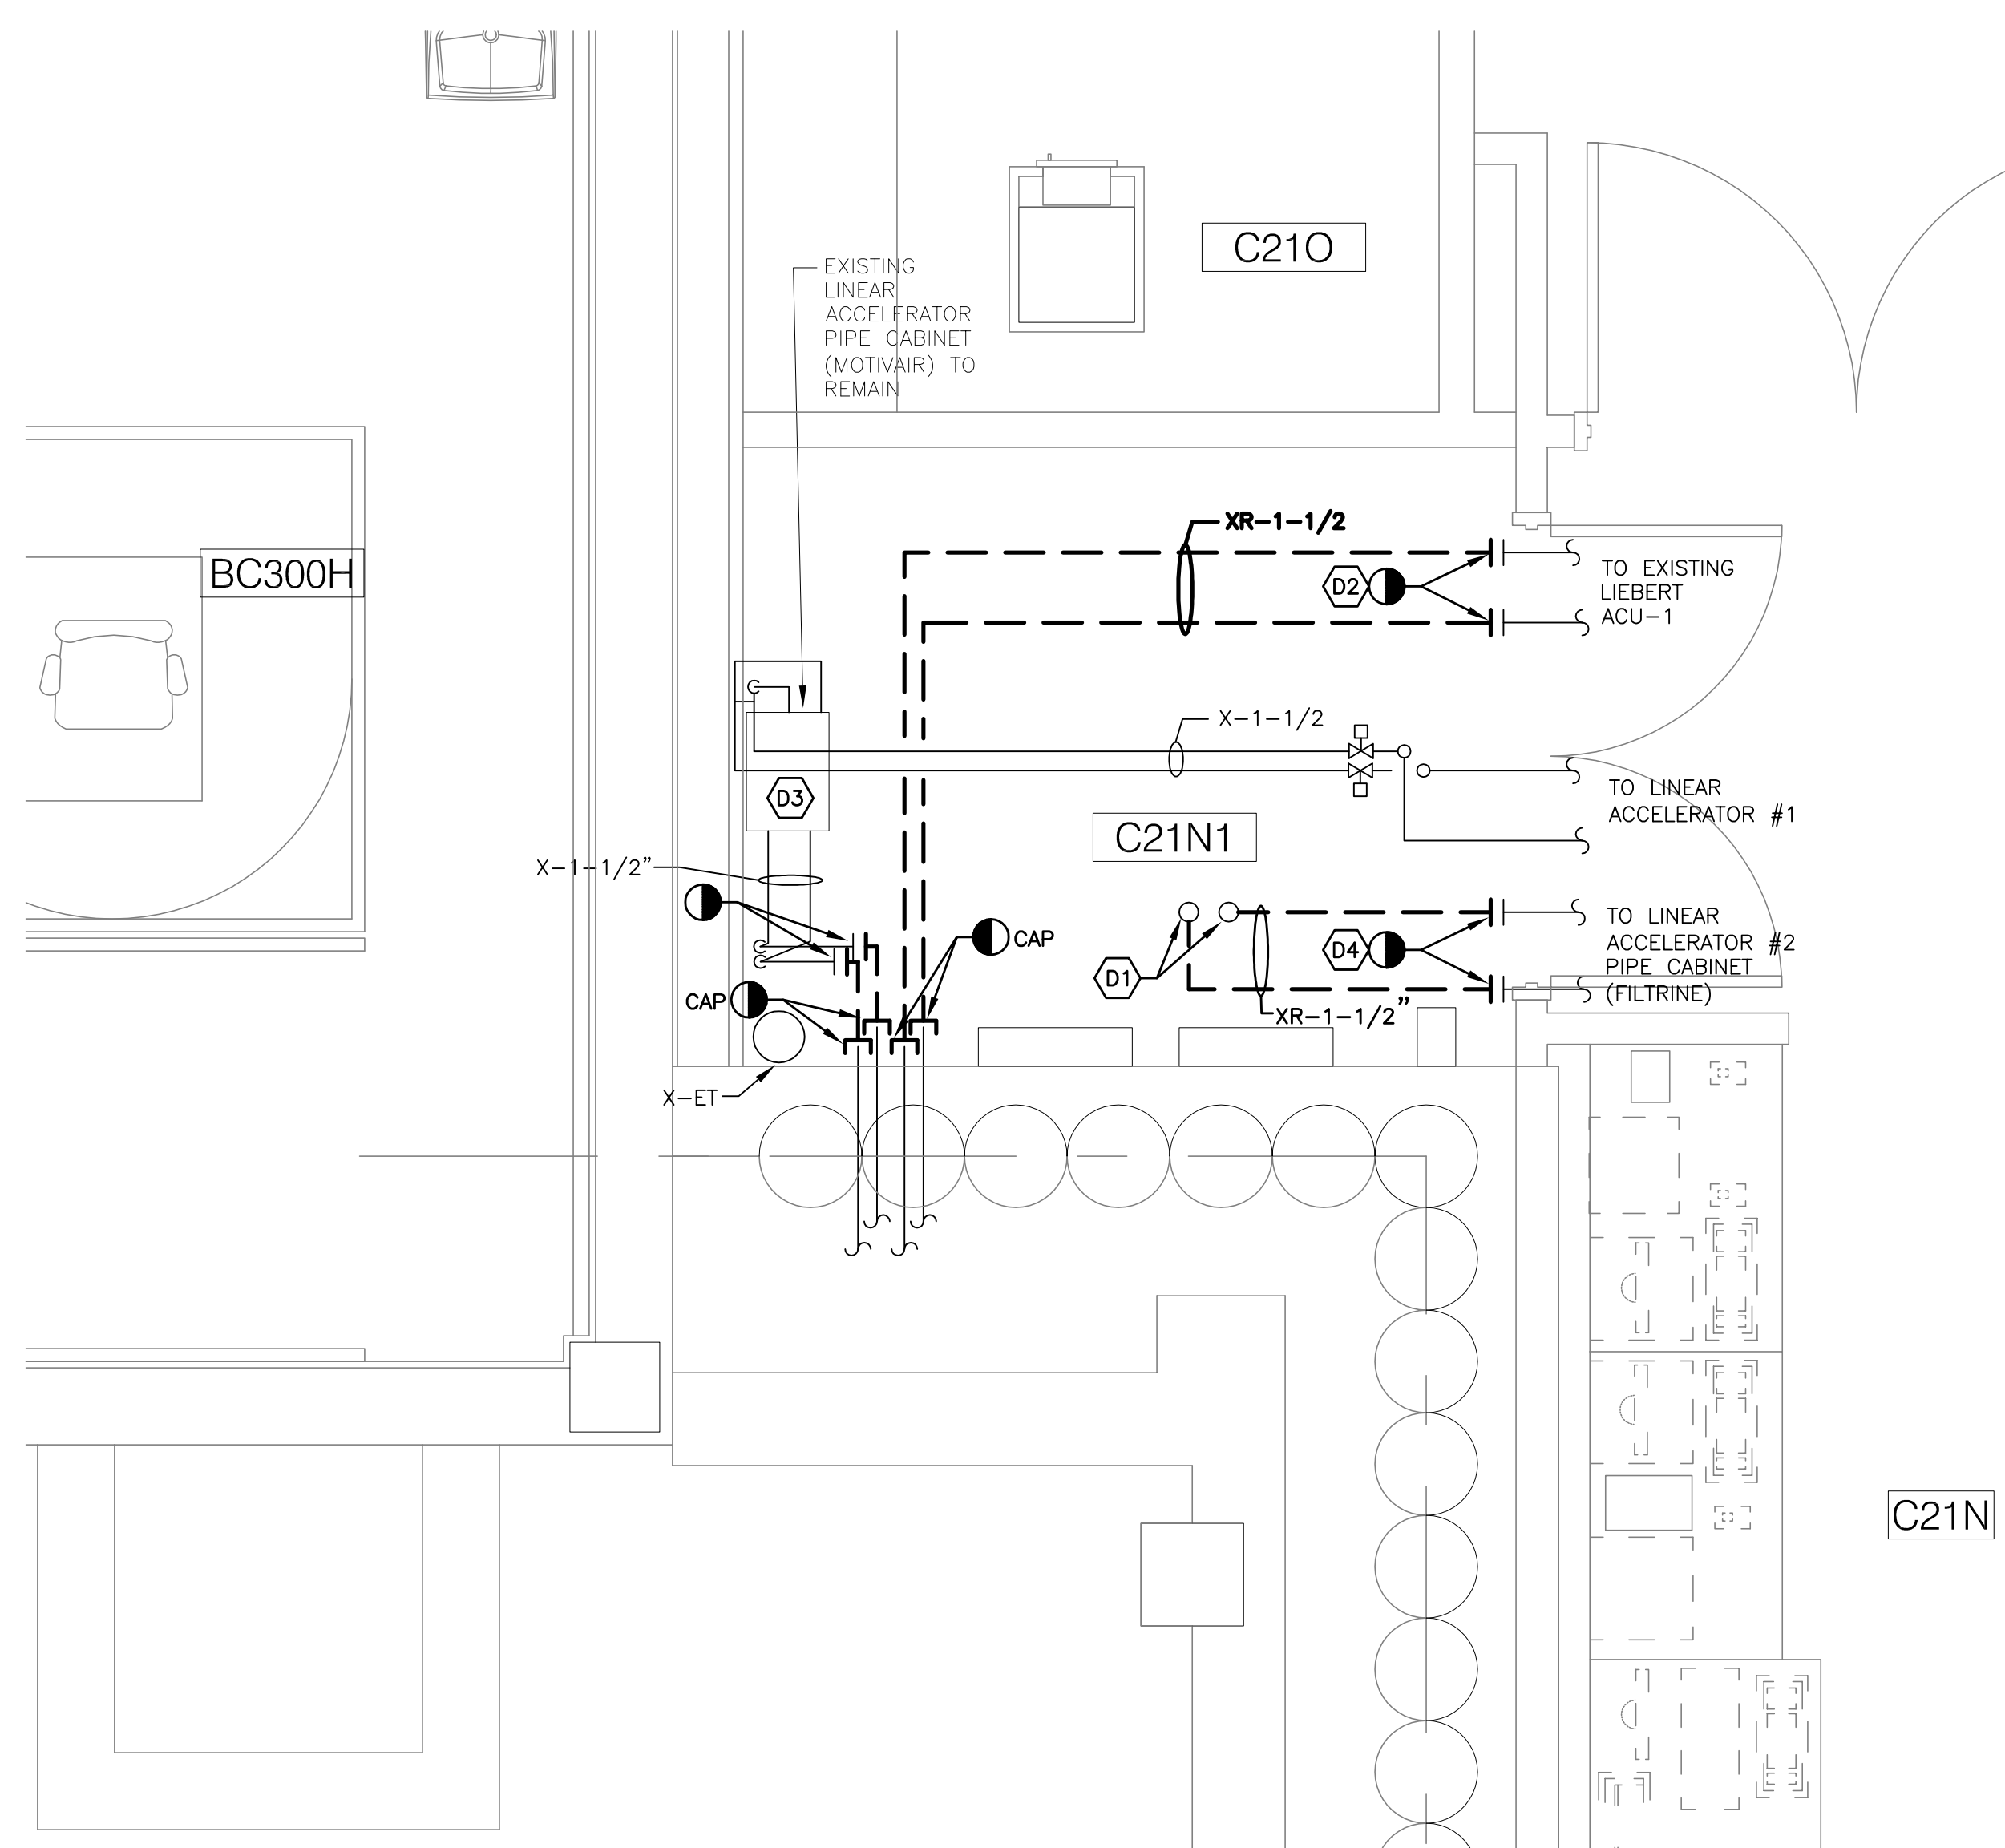 C21O
EXISTING
LINEAR
ACCELERATOR
PIPE CABINET
(MOTIVAIR) TO
REMAIN
XR-1-1/2
BC300H
D2
TO EXISTING
LIEBERT
ACU-1
X-1-1/2
D3
TO LINEAR
ACCELERATOR #1
C21N1
X-1-1/2"
TO LINEAR
ACCELERATOR #2
PIPE CABINET
(FILTRINE)
CAP
D4
D1
CAP
XR-1-1/2"
X-ET
C21N